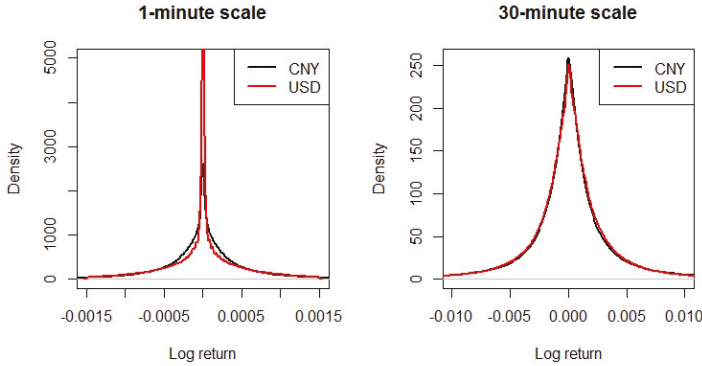 1-minute scale
Density
0
1000
3000
5000
CNY
USD
-0.0015
-0.0005
0.0005
0.0015
Log return
30-minute scale
Density
0
50
100
150
200
250
CNY
USD
-0.010
-0.005
0.000
0.005
0.010
Log return